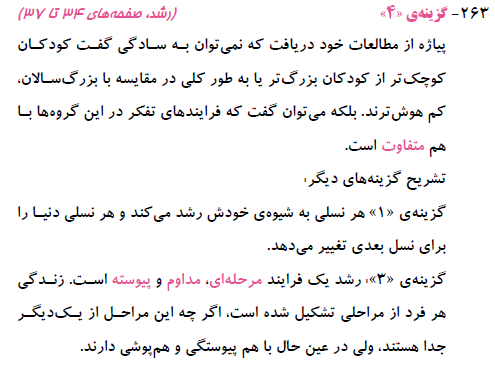 ۲۶۳- گزینه‌ی «۴» (رشد، صفحه‌های ۳۴ تا ۳۷)
پیاژه از مطالعات خود دریافت که نمی‌توان به سادگی گفت کودکان
کوچک‌تر از کودکان بزرگ‌تر یا به طور کلی در مقایسه با بزرگ‌سالان،
کم هوش‌ترند. بلکه می‌توان گفت که فرایندهای تفکر در این گروه‌ها با
هم متفاوت است.
تشریح گزینه‌های دیگر:
گزینه‌ی «۱» هر نسلی به شیوه‌ی خودش رشد می‌کند و هر نسلی دنیا را
برای نسل بعدی تغییر می‌دهد.
گزینه‌ی «۳»: رشد یک فرایند مرحله‌ای، مداوم و پیوسته است. زندگی
هر فرد از مراحلی تشکیل شده است، اگر چه این مراحل از یک‌دیگر
جدا هستند، ولی در عین حال با هم پیوستگی و هم‌پوشی دارند.